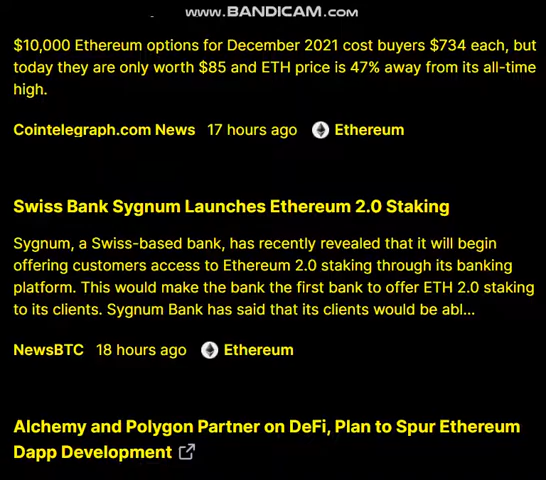 www.BANDICAM.com
$10,000 Ethereum options for December 2021 cost buyers $734 each, but
today they are only worth $85 and ETH price is 47% away from its all-time
high.
Cointelegraph.com News 17 hours ago Ethereum
Swiss Bank Sygnum Launches Ethereum 2.0 Staking
Sygnum, a Swiss-based bank, has recently revealed that it will begin
offering customers access to Ethereum 2.0 staking through its banking
platform. This would make the bank the first bank to offer ETH 2.0 staking
to its clients. Sygnum Bank has said that its clients would be abl...
NewsBTC 18 hours ago Ethereum
Alchemy and Polygon Partner on DeFi, Plan to Spur Ethereum
Dapp Development